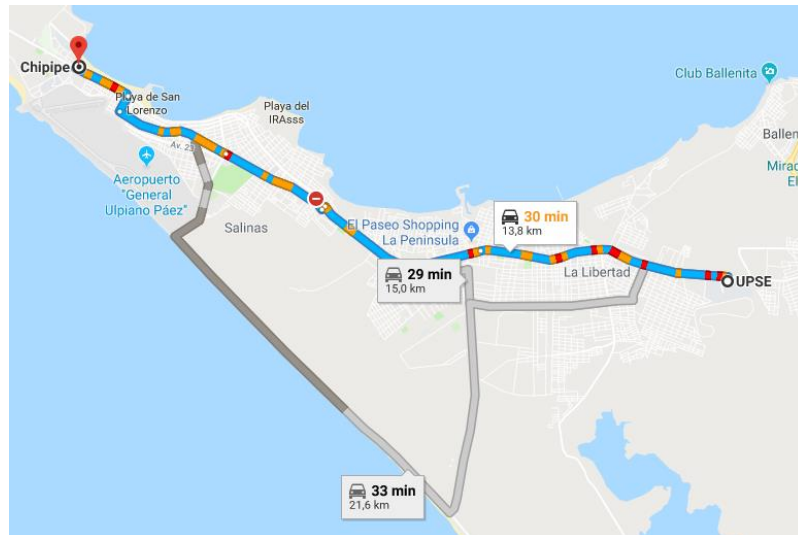 Chipipe
Playa de San
Lorenzo
Playa del
IRAsss
Club Ballenita
Ballen
Mirad
El
Av. 23
Aeropuerto
"General
Ulpiano Páez"
Salinas
El Paseo Shopping
La Peninsula
30 min
13,8 km
29 min
15,0 km
La Libertad
UPSE
33 min
21,6 km